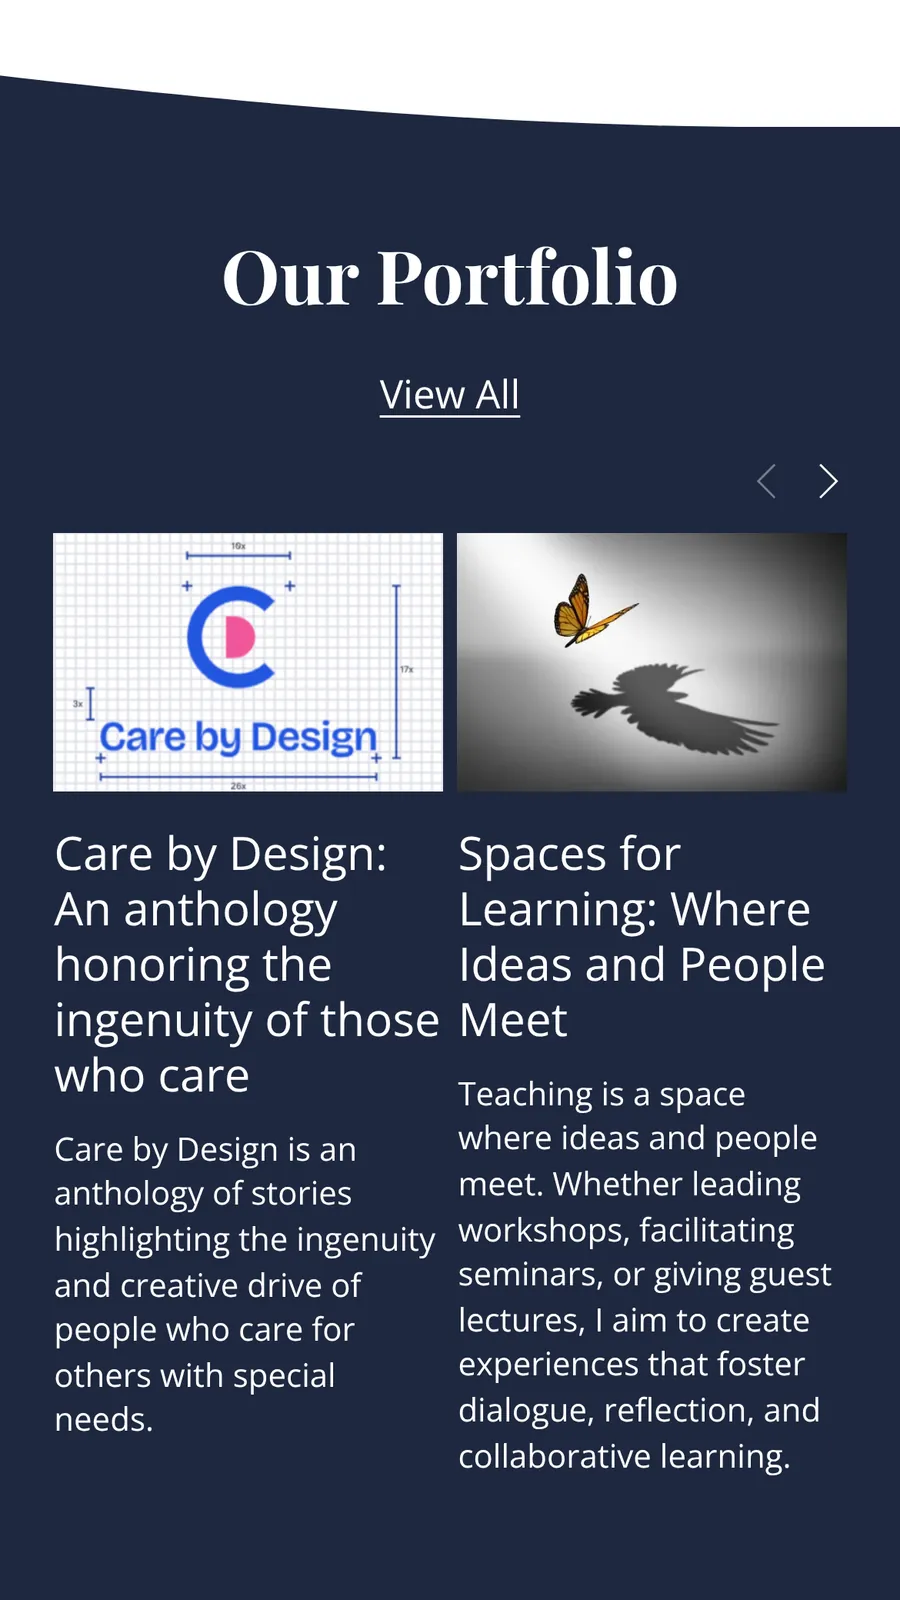 Our Portfolio
View All
10x
17x
3x
Care by Design
26x
Care by Design:
An anthology
honoring the
ingenuity of those
who care
Care by Design is an
anthology of stories
highlighting the ingenuity
and creative drive of
people who care for
others with special
needs.
Spaces for
Learning: Where
Ideas and People
Meet
Teaching is a space
where ideas and people
meet. Whether leading
workshops, facilitating
seminars, or giving guest
lectures, I aim to create
experiences that foster
dialogue, reflection, and
collaborative learning.